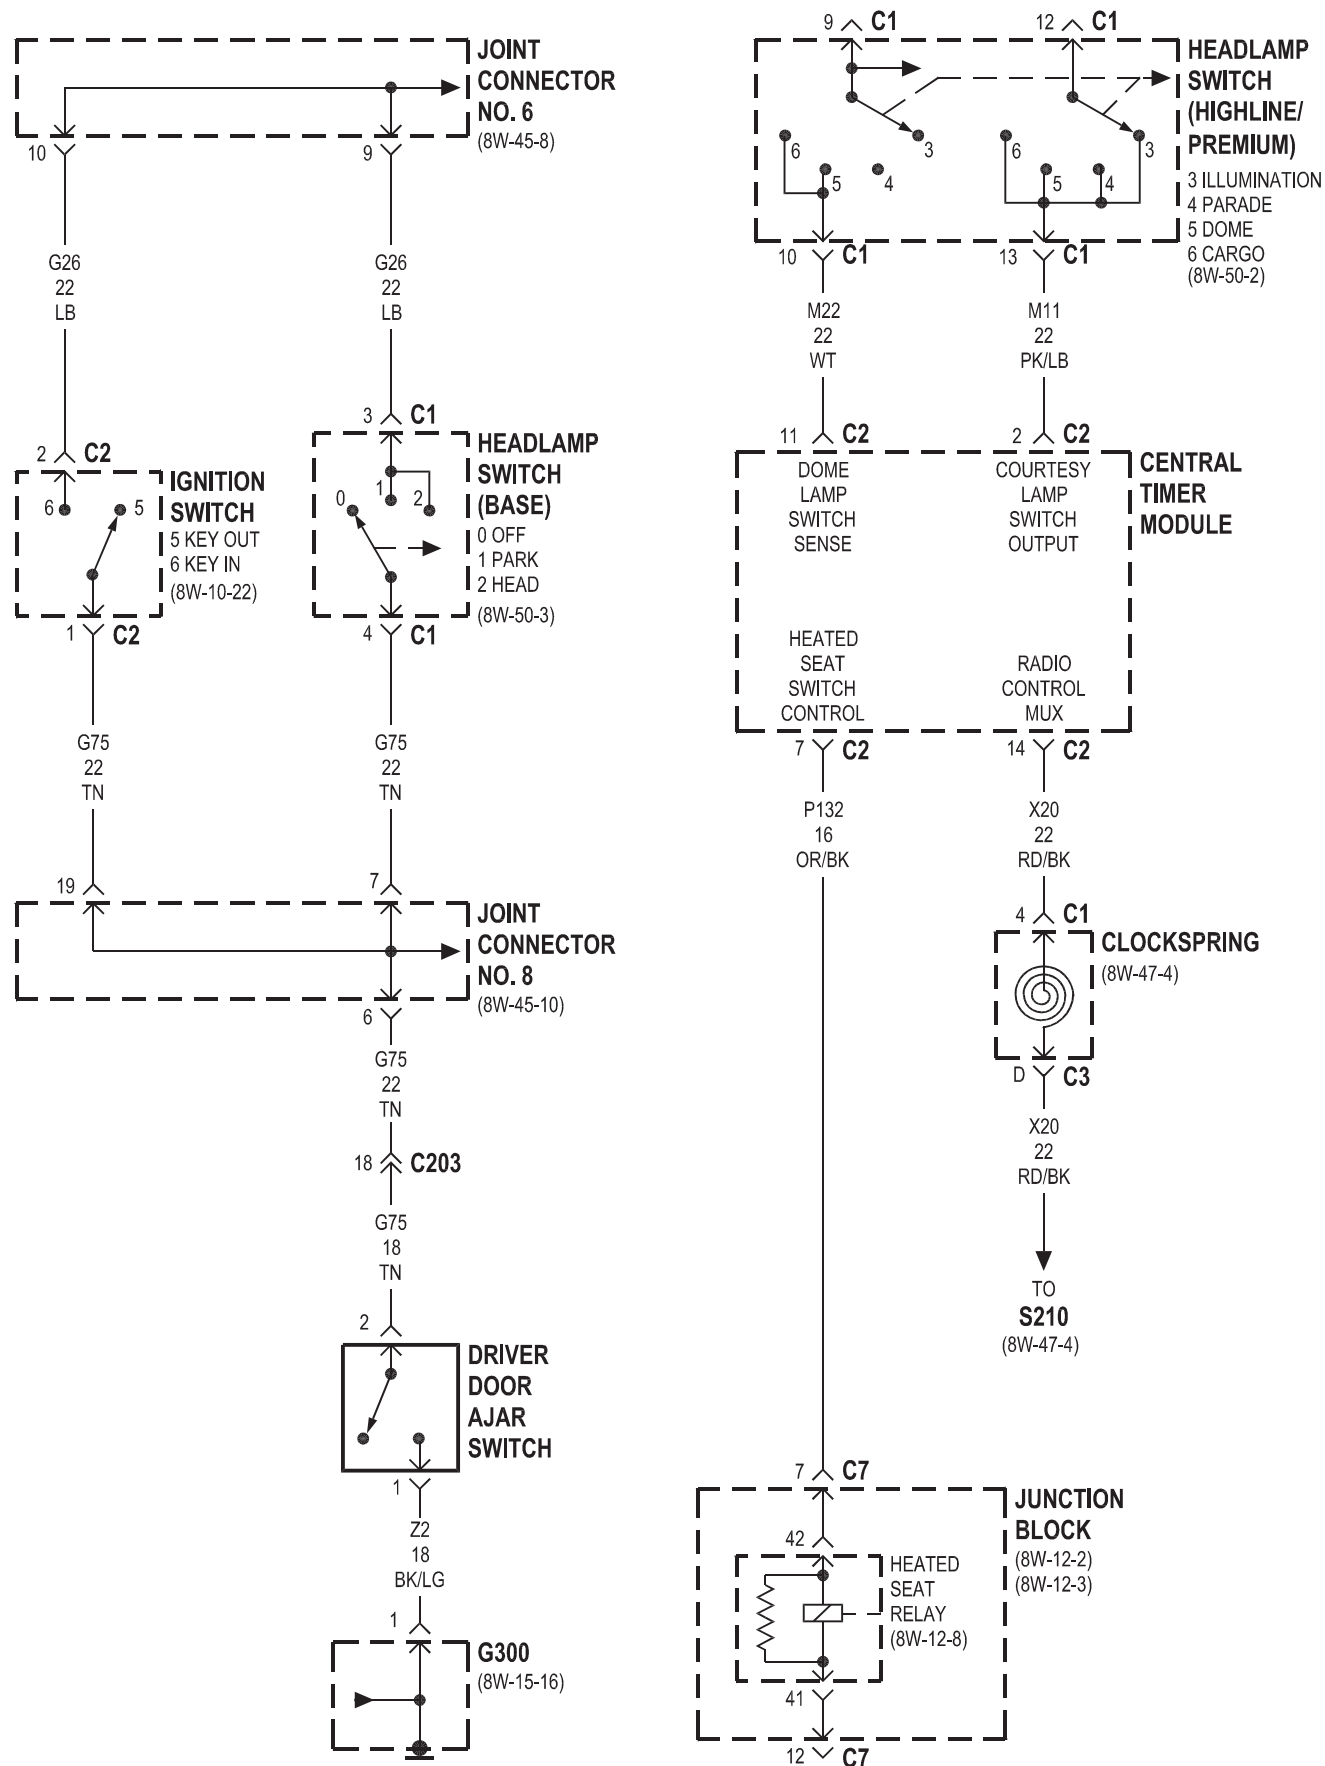 9 C1
12 C1
JOINT
CONNECTOR
NO. 6
(8W-45-8)
10
9
G26
22
LB
G26
22
LB
2 C2
3 C1
IGNITION
SWITCH
5 KEY OUT
6 KEY IN
(8W-10-22)
6
5
HEADLAMP
SWITCH
(BASE)
0 OFF
1 PARK
2 HEAD
(8W-50-3)
0
1
2
1 C2
4 C1
G75
22
TN
G75
22
TN
19
7
JOINT
CONNECTOR
NO. 8
(8W-45-10)
6
G75
22
TN
18 C203
G75
18
TN
2
DRIVER
DOOR
AJAR
SWITCH
1
Z2
18
BK/LG
1
G300
(8W-15-16)
HEADLAMP
SWITCH
(HIGHLINE/
PREMIUM)
3 ILLUMINATION
4 PARADE
5 DOME
6 CARGO
(8W-50-2)
6
5
4
3
6
5
4
3
10 C1
13 C1
M22
22
WT
M11
22
PK/LB
11 C2
2 C2
CENTRAL
TIMER
MODULE
DOME
LAMP
SWITCH
SENSE
COURTESY
LAMP
SWITCH
OUTPUT
HEATED
SEAT
SWITCH
CONTROL
RADIO
CONTROL
MUX
7 C2
14 C2
P132
16
OR/BK
X20
22
RD/BK
4 C1
CLOCKSPRING
(8W-47-4)
D C3
X20
22
RD/BK
TO
S210
(8W-47-4)
7 C7
JUNCTION
BLOCK
(8W-12-2)
(8W-12-3)
42
HEATED
SEAT
RELAY
(8W-12-8)
41
12 C7